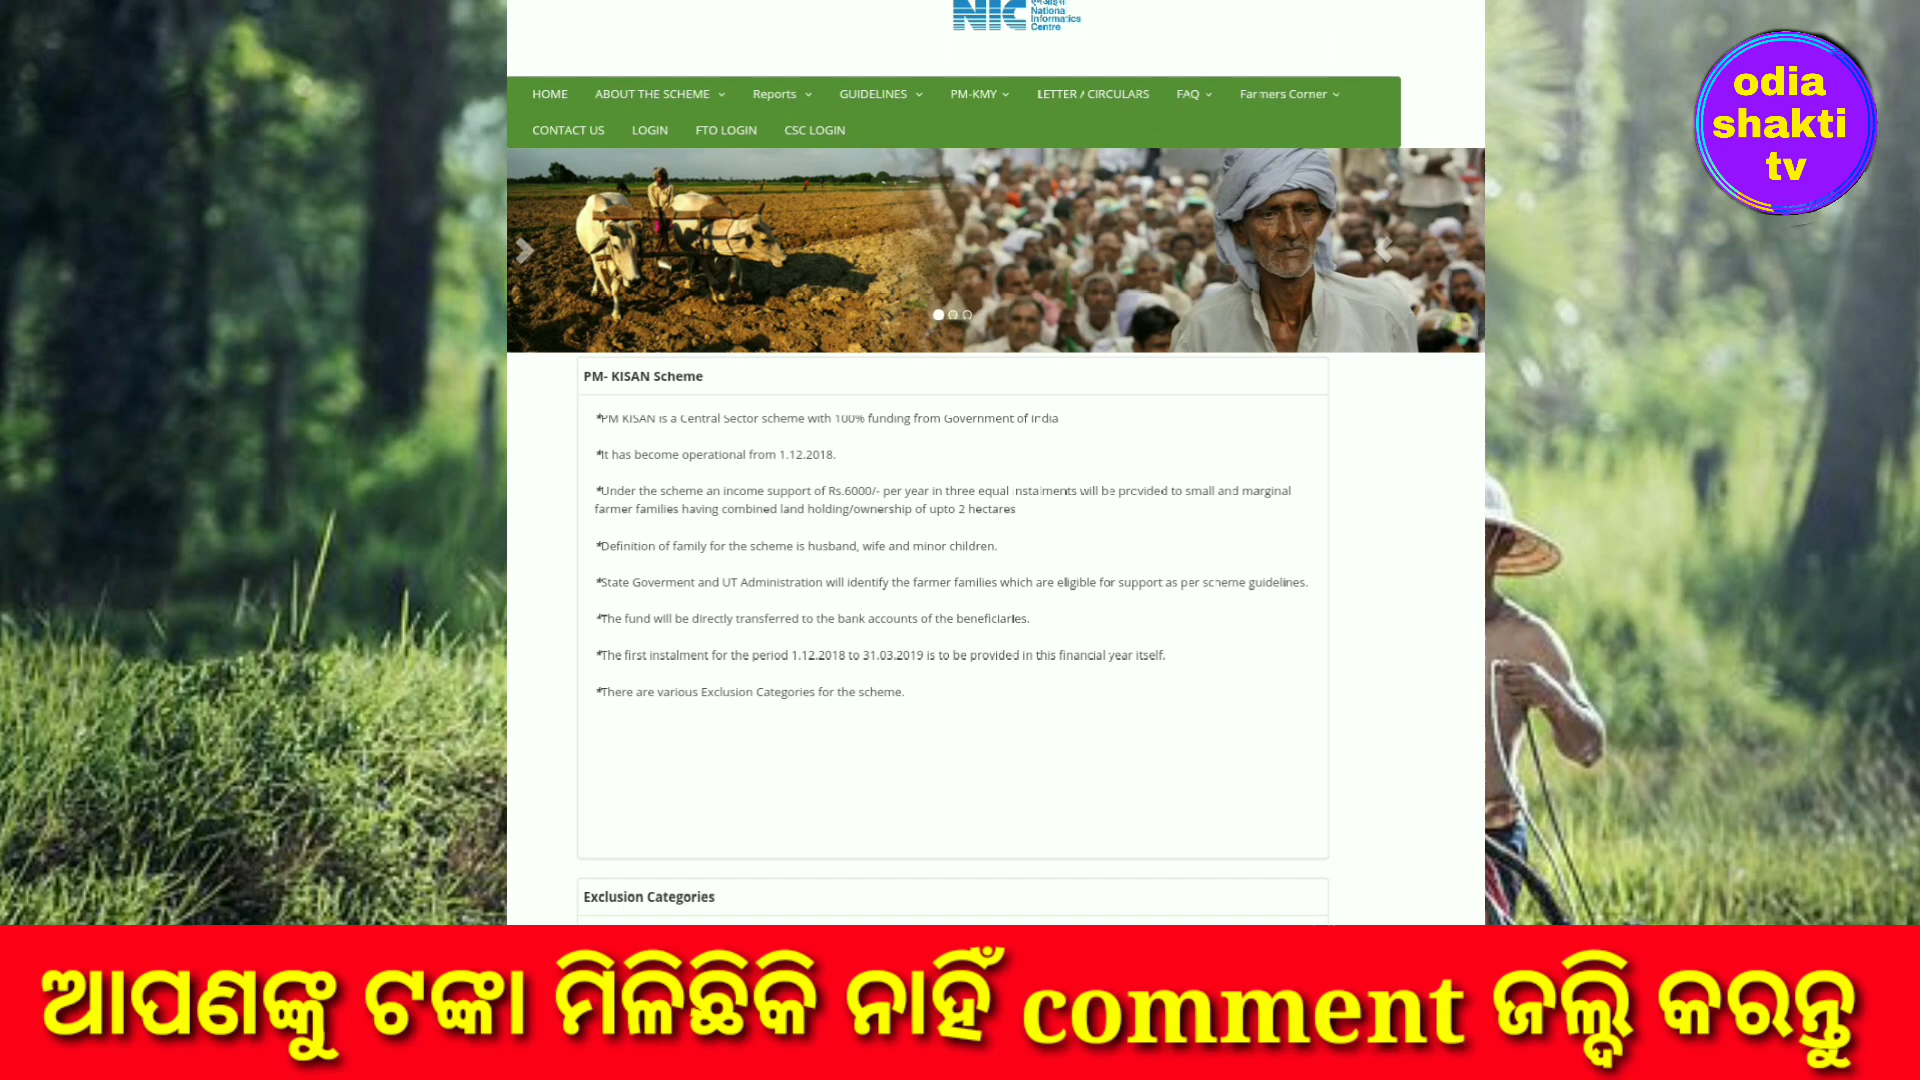 NIC
एनआईसी
National
Informatics
Centre
HOME ABOUT THE SCHEME Reports GUIDELINES PM-KMY LETTER / CIRCULARS FAQ Farmers Corner
CONTACT US LOGIN FTO LOGIN CSC LOGIN
odia
shakti
tv
PM- KISAN Scheme
*PM KISAN is a Central Sector scheme with 100% funding from Government of India
*It has become operational from 1.12.2018.
*Under the scheme an income support of Rs.6000/- per year in three equal instalments will be provided to small and marginal
farmer families having combined land holding/ownership of upto 2 hectares
*Definition of family for the scheme is husband, wife and minor children.
*State Goverment and UT Administration will identify the farmer families which are eligible for support as per scheme guidelines.
*The fund will be directly transferred to the bank accounts of the beneficiaries.
*The first instalment for the period 1.12.2018 to 31.03.2019 is to be provided in this financial year itself.
*There are various Exclusion Categories for the scheme.
Exclusion Categories
ଆପଣଙ୍କୁ ଟଙ୍କା ମିଳିଛିକି ନାହିଁ comment ଜଲ୍ଦି କରନ୍ତୁ